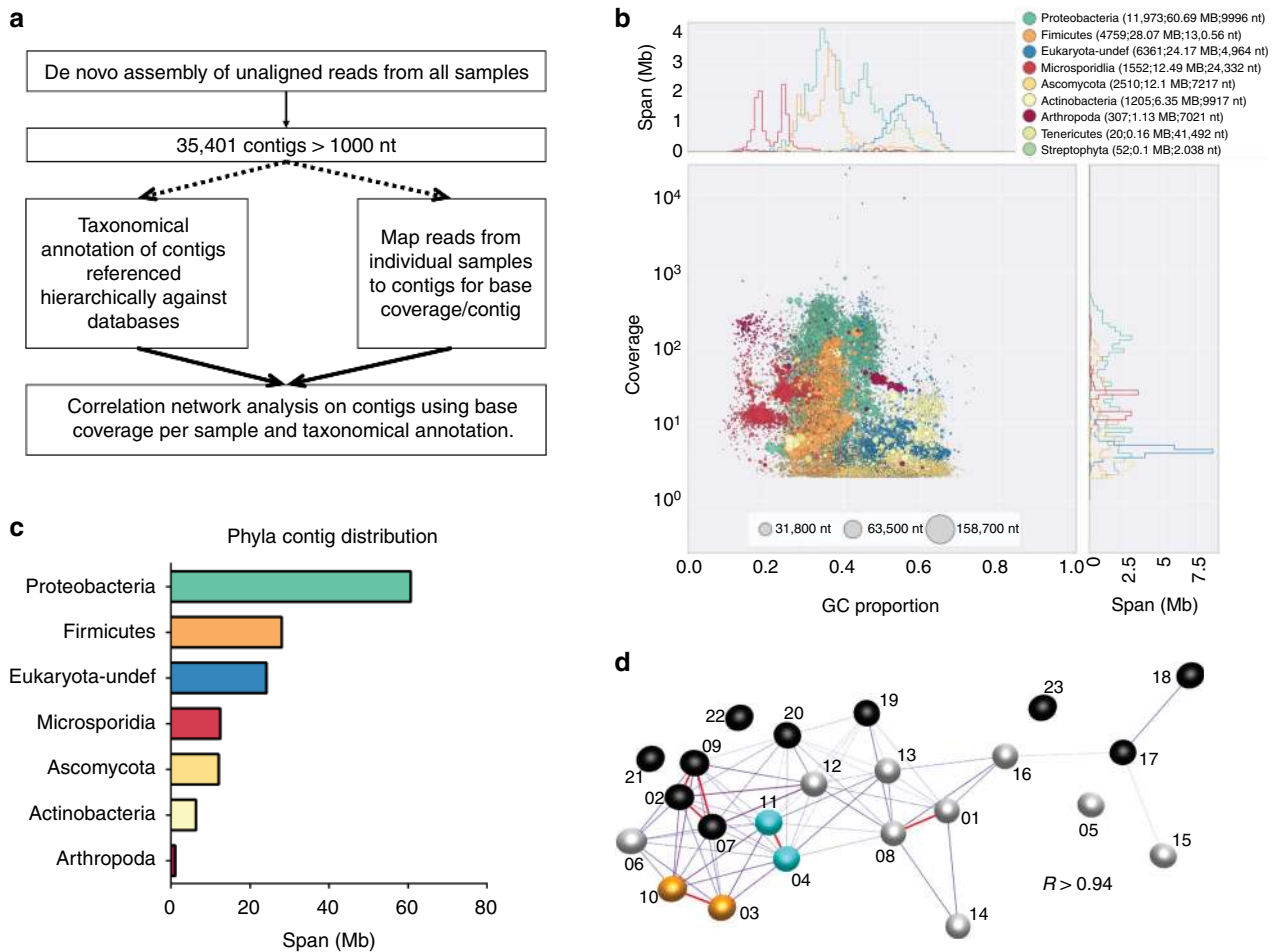 a
De novo assembly of unaligned reads from all samples
35,401 contigs > 1000 nt
Taxonomical
annotation of contigs
referenced
hierarchically against
databases
Map reads from
individual samples
to contigs for base
coverage/contig
Correlation network analysis on contigs using base
coverage per sample and taxonomical annotation.
b
Span (Mb)
4
3
2
1
0
Proteobacteria (11,973;60.69 MB;9996 nt)
Fimicutes (4759;28.07 MB;13,0.56 nt)
Eukaryota-undef (6361;24.17 MB;4,964 nt)
Microsporidlia (1552;12.49 MB;24,332 nt)
Ascomycota (2510;12.1 MB;7217 nt)
Actinobacteria (1205;6.35 MB;9917 nt)
Arthropoda (307;1.13 MB;7021 nt)
Tenericutes (20;0.16 MB;41,492 nt)
Streptophyta (52;0.1 MB;2.038 nt)
Coverage
10⁴
10³
10²
10¹
10⁰
31,800 nt 63,500 nt 158,700 nt
0.0 0.2 0.4 0.6 0.8 1.0
GC proportion
0 2.5 5 7.5
Span (Mb)
c
Phyla contig distribution
Proteobacteria
Firmicutes
Eukaryota-undef
Microsporidia
Ascomycota
Actinobacteria
Arthropoda
0 20 40 60 80
Span (Mb)
d
18
23
19
22
20
17
09
13
16
12
21
02
11
01
05
07
15
06
08
04
10
03
14
R > 0.94